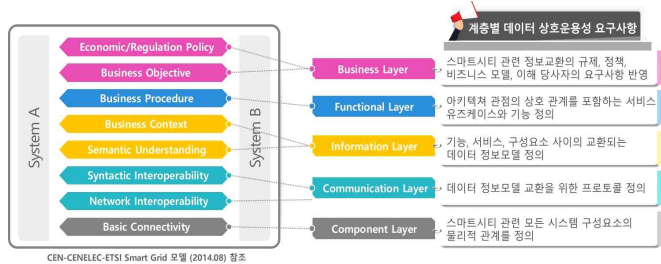 계층별 데이터 상호운용성 요구사항
System A
System B
Economic/Regulation Policy
Business Objective
Business Procedure
Business Context
Semantic Understanding
Syntactic Interoperability
Network Interoperability
Basic Connectivity
Business Layer
스마트시티 관련 정보교환의 규제, 정책,
비즈니스 모델, 이해 당사자의 요구사항 반영
Functional Layer
아키텍쳐 관점의 상호 관계를 포함하는 서비스
유즈케이스와 기능 정의
Information Layer
기능, 서비스, 구성요소 사이의 교환되는
데이터 정보모델 정의
Communication Layer
데이터 정보모델 교환을 위한 프로토콜 정의
Component Layer
스마트시티 관련 모든 시스템 구성요소의
물리적 관계를 정의
CEN-CENELEC-ETSI Smart Grid 모델 (2014.08) 참조